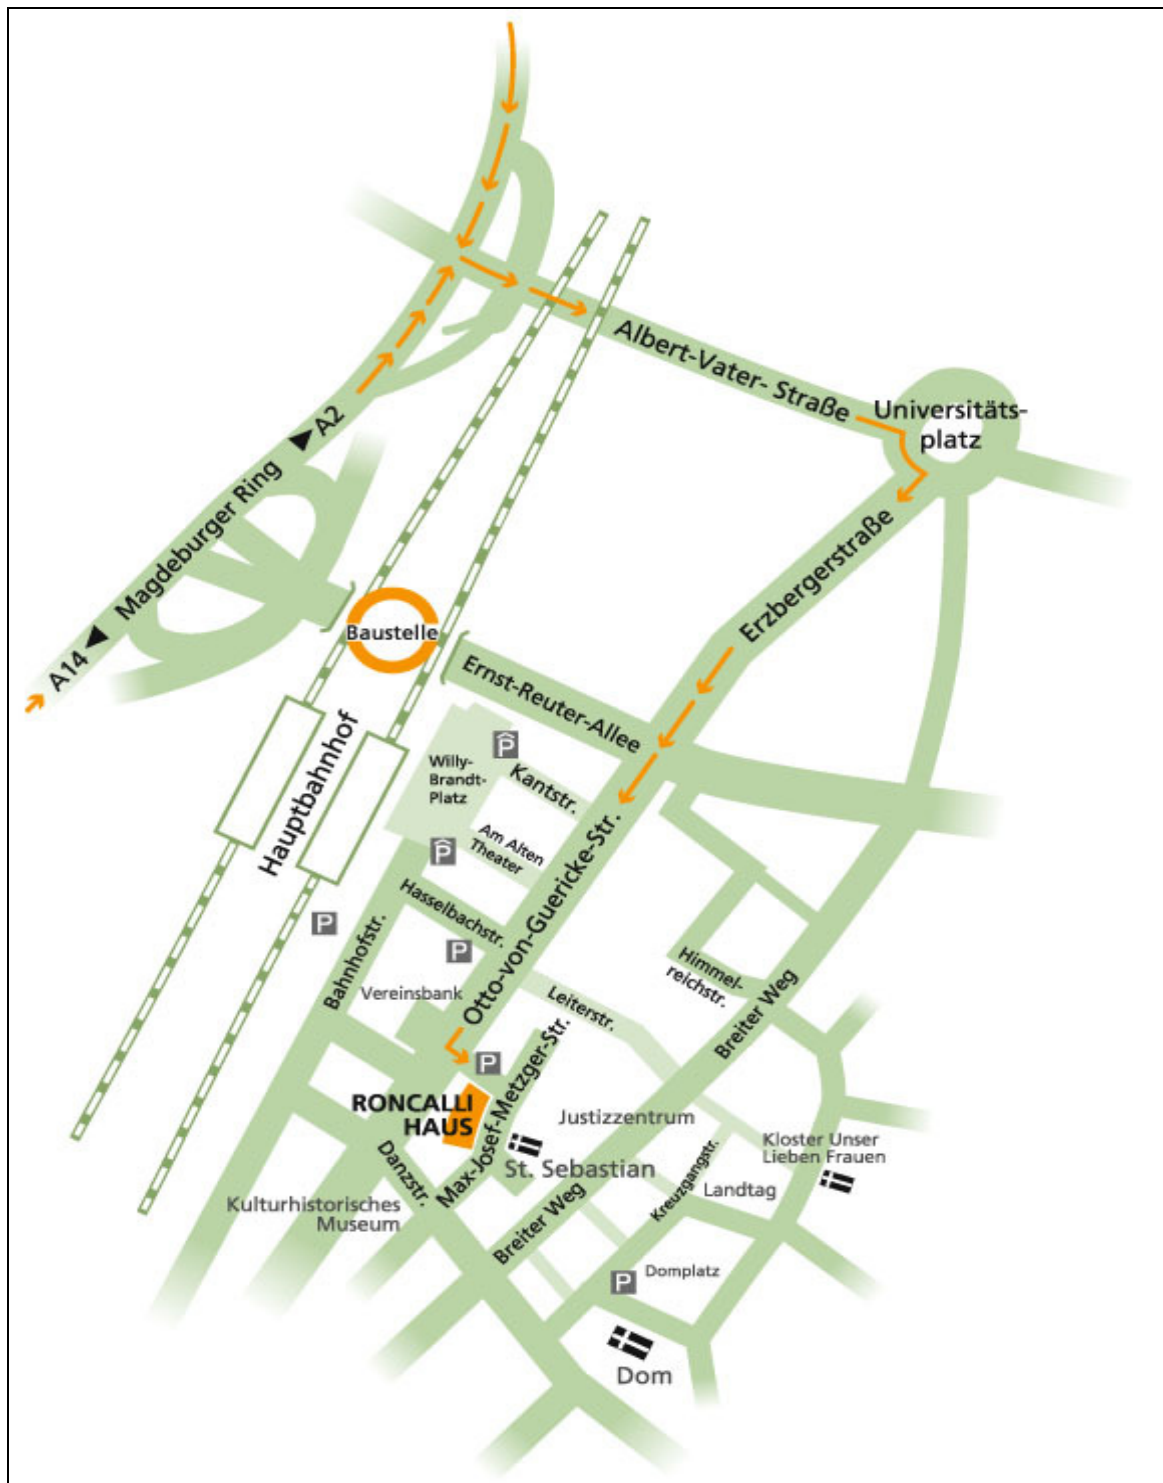 Albert-Vater- Straße
Universitäts-
platz
A2
Magdeburger Ring
A14
Erzbergerstraße
Baustelle
Ernst-Reuter-Allee
Hauptbahnhof
Willy-
Brandt-
Platz
P
Kantstr.
Am Alten
Theater
P
Otto-von-Guericke-Str.
Hasselbachstr.
P
Bahnhofstr.
P
Vereinsbank
Himmel-
reichstr.
Leiterstr.
Breiter Weg
P
Max-Josef-Metzger-Str.
RONCALLI
HAUS
Justizzentrum
Kloster Unser
Lieben Frauen
St. Sebastian
Danzstr.
Kreuzgangstr.
Landtag
Kulturhistorisches
Museum
Breiter Weg
P
Domplatz
Dom